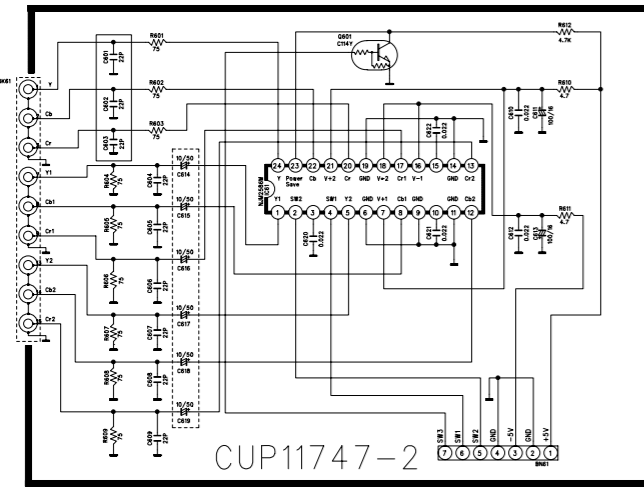 R612
4.7K
Q601
C114Y
R601
75
C601
22P
Y
R602
75
C602
22P
Cb
R603
75
C603
22P
Cr
R610
4.7
C610
0.022
C611
100/16
C622
0.022
24 23 22 21 20 19 18 17 16 15 14 13
Y Power Save Cb V+2 Cr GND V-2 Cr1 V-1 GND Cr2
Y1 SW2 SW1 Y2 GND V+1 Cb1 GND GND Cb2
1 2 3 4 5 6 7 8 9 10 11 12
10/50
C614
Y1
R604
75
C604
22P
10/50
C615
Cb1
R605
75
C605
22P
C620
0.022
C621
0.022
R611
4.7
C612
0.022
C613
100/16
Cr1
10/50
C616
R606
75
C606
22P
Y2
10/50
C617
R607
75
C607
22P
Cb2
10/50
C618
R608
75
C608
22P
Cr2
10/50
C619
R609
75
C609
22P
CUP11747-2
SW3 SW1 SW2 GND -5V GND +5V
7 6 5 4 3 2 1
BN61